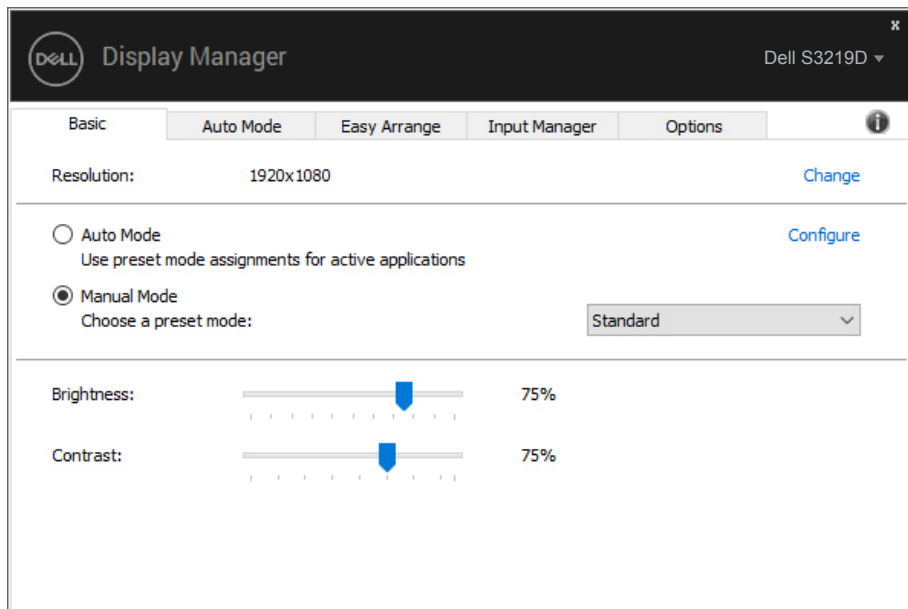 x
DELL Display Manager
Dell S3219D
Basic Auto Mode Easy Arrange Input Manager Options
Resolution: 1920x1080 Change
Auto Mode Configure
Use preset mode assignments for active applications
Manual Mode
Choose a preset mode: Standard
Brightness: 75%
Contrast: 75%